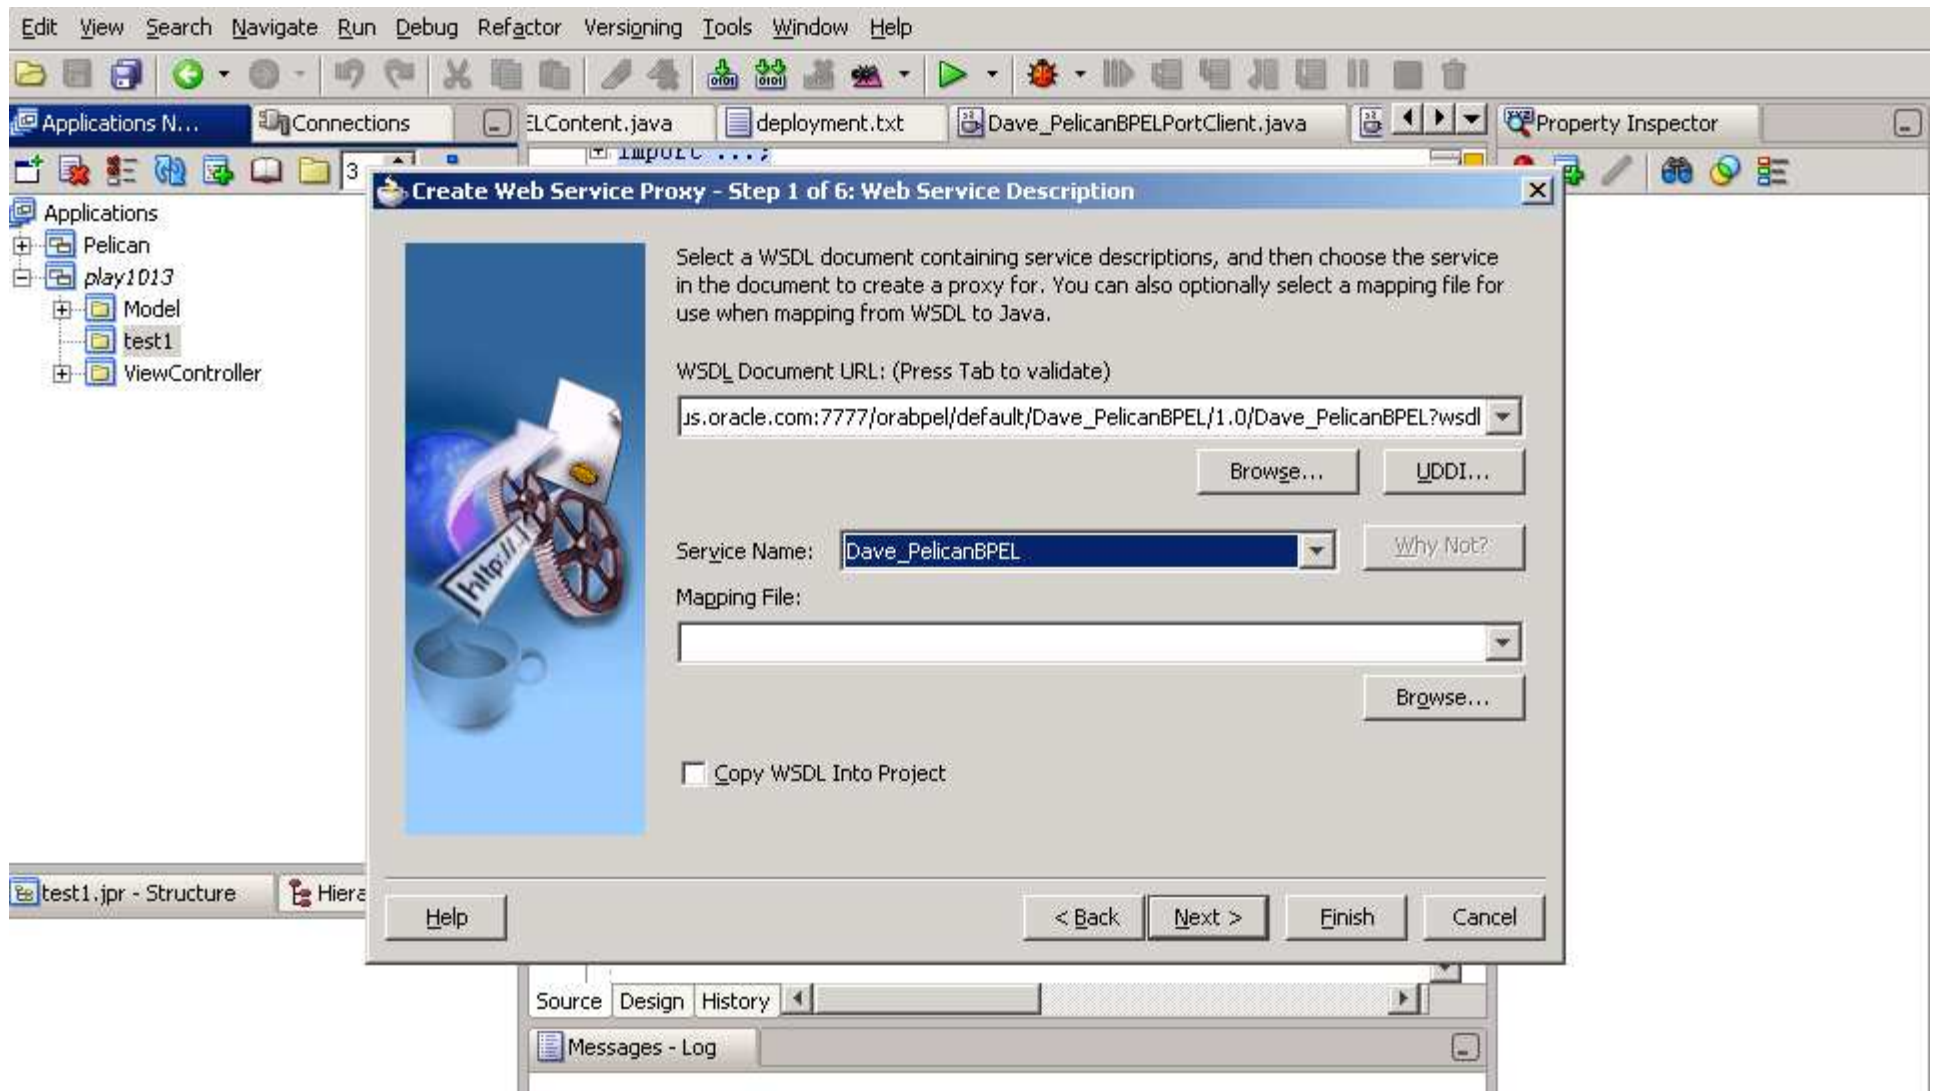 Edit View Search Navigate Run Debug Refactor Versioning Tools Window Help
Applications N... Connections
ELContent.java deployment.txt Dave_PelicanBPELPortClient.java
Property Inspector
import ...;
3
Applications
Pelican
play1013
Model
test1
ViewController
Create Web Service Proxy - Step 1 of 6: Web Service Description
Select a WSDL document containing service descriptions, and then choose the service
in the document to create a proxy for. You can also optionally select a mapping file for
use when mapping from WSDL to Java.
WSDL Document URL: (Press Tab to validate)
us.oracle.com:7777/orabpel/default/Dave_PelicanBPEL/1.0/Dave_PelicanBPEL?wsdl
Browse... UDDI...
Service Name: Dave_PelicanBPEL Why Not?
Mapping File:
Browse...
Copy WSDL Into Project
http://
Help < Back Next > Finish Cancel
test1.jpr - Structure Hiera
Source Design History
Messages - Log